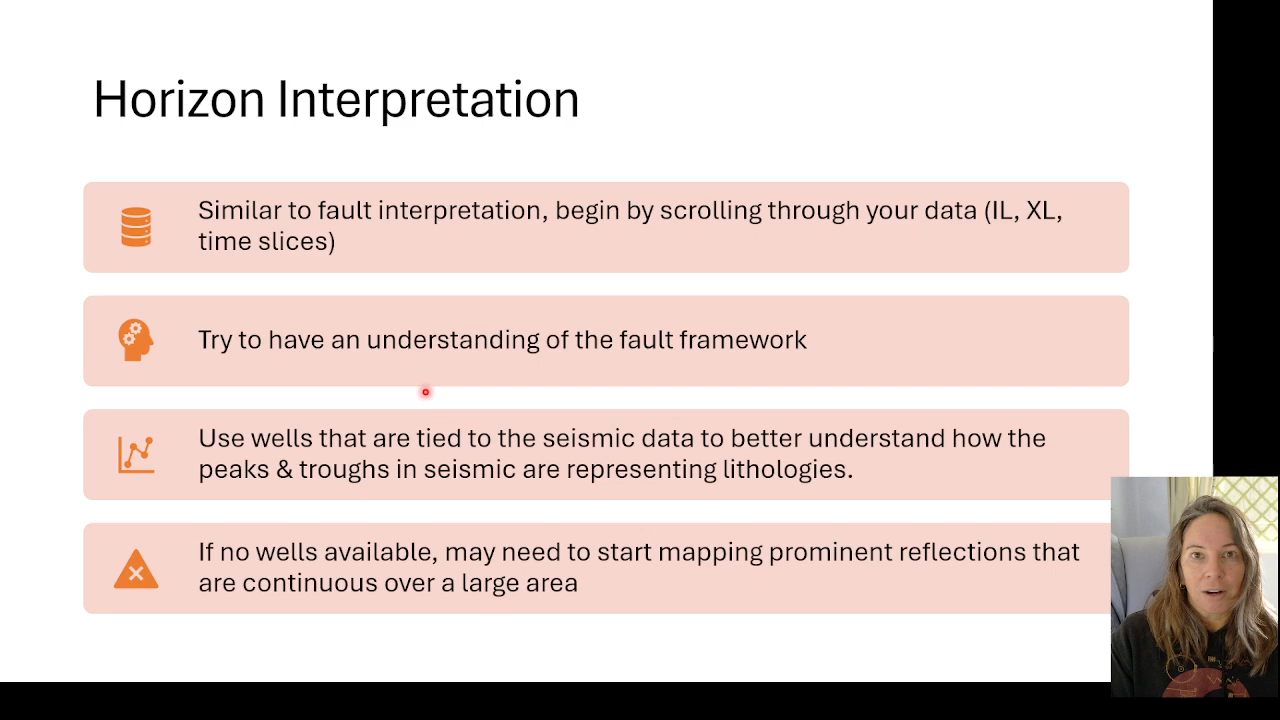 Horizon Interpretation
Similar to fault interpretation, begin by scrolling through your data (IL, XL,
time slices)
Try to have an understanding of the fault framework
Use wells that are tied to the seismic data to better understand how the
peaks & troughs in seismic are representing lithologies.
If no wells available, may need to start mapping prominent reflections that
are continuous over a large area